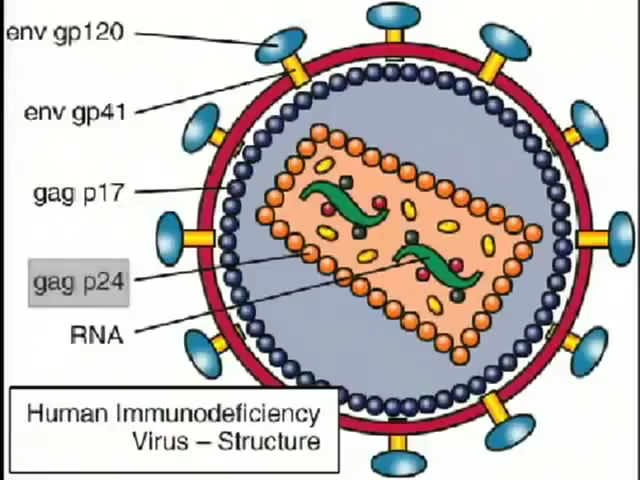 env gp120
env gp41
gag p17
gag p24
RNA
Human Immunodeficiency
Virus – Structure